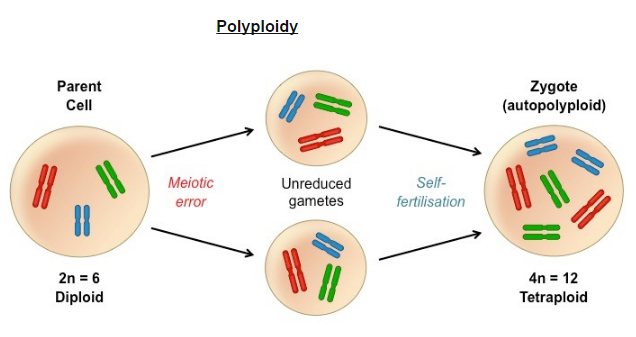 Polyploidy
Parent
Cell
2n = 6
Diploid
Meiotic
error
Unreduced
gametes
Self-
fertilisation
Zygote
(autopolyploid)
4n = 12
Tetraploid